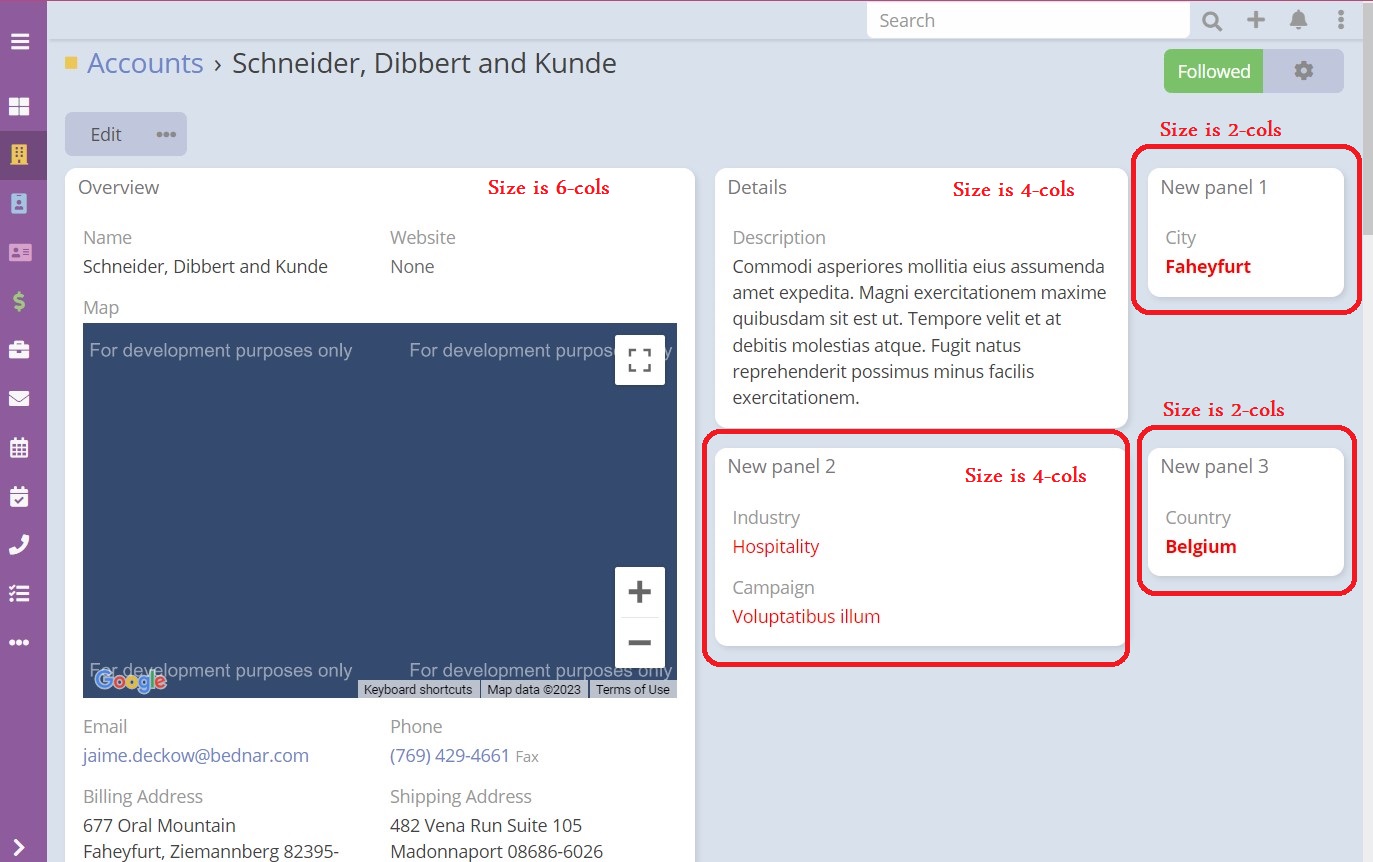 Search
Accounts › Schneider, Dibbert and Kunde
Followed
Edit
Size is 2-cols
Overview
Size is 6-cols
Name
Website
Schneider, Dibbert and Kunde
None
Map
For development purposes only
For development purposes only
For development purposes only
For development purposes only
Google
Keyboard shortcuts
Map data ©2023
Terms of Use
Email
Phone
jaime.deckow@bednar.com
(769) 429-4661 Fax
Billing Address
Shipping Address
677 Oral Mountain
482 Vena Run Suite 105
Faheyfurt, Ziemannberg 82395-
Madonnaport 08686-6026
Details
Size is 4-cols
Description
Commodi asperiores mollitia eius assumenda
amet expedita. Magni exercitationem maxime
quibusdam sit est ut. Tempore velit et at
debitis molestias atque. Fugit natus
reprehenderit possimus minus facilis
exercitationem.
New panel 2
Size is 4-cols
Industry
Hospitality
Campaign
Voluptatibus illum
New panel 1
City
Faheyfurt
Size is 2-cols
New panel 3
Country
Belgium